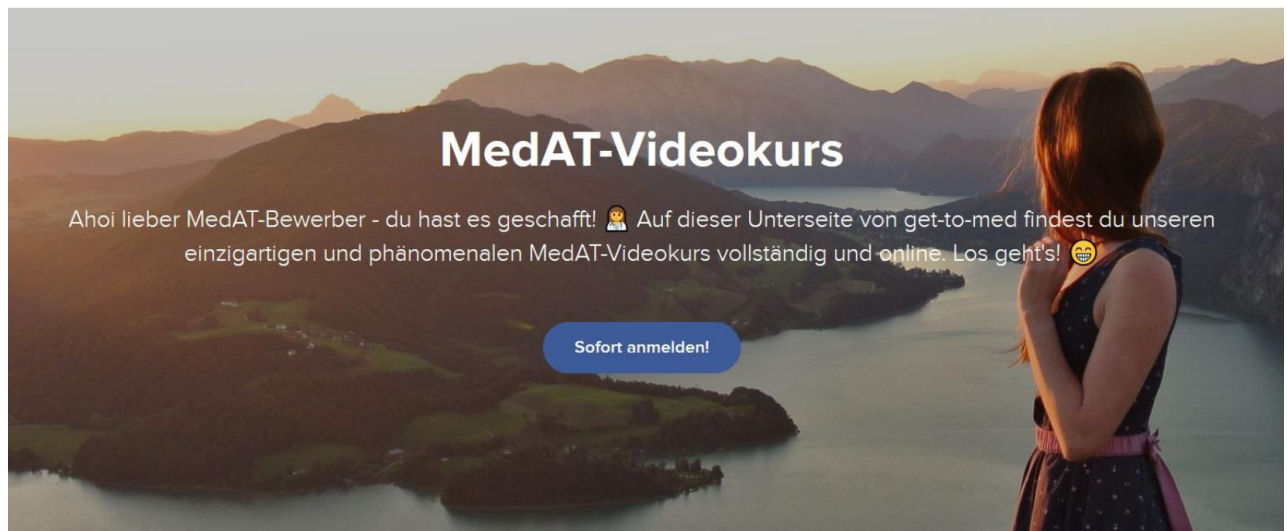 MedAT-Videokurs
Ahoi lieber MedAT-Bewerber - du hast es geschafft! 👩‍⚕️ Auf dieser Unterseite von get-to-med findest du unseren
einzigartigen und phänomenalen MedAT-Videokurs vollständig und online. Los geht's! 😁
Sofort anmelden!